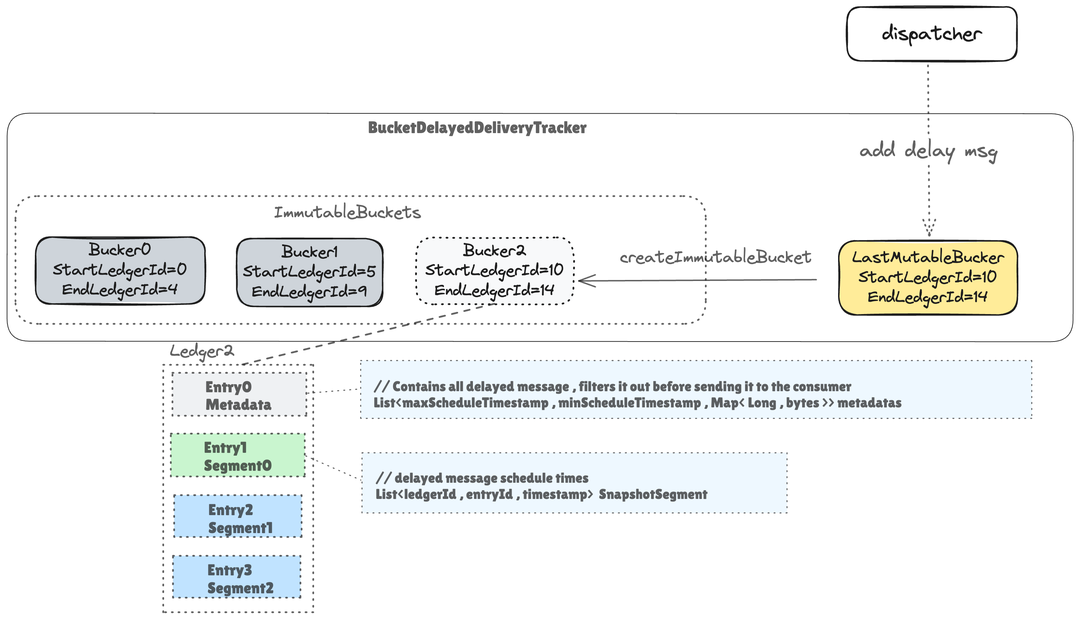 dispatcher
BucketDelayedDeliveryTracker
add delay msg
ImmutableBuckets
Bucker0
StartLedgerId=0
EndLedgerId=4
Bucker1
StartLedgerId=5
EndLedgerId=9
Bucker2
StartLedgerId=10
EndLedgerId=14
createImmutableBucket
LastMutableBucker
StartLedgerId=10
EndLedgerId=14
Ledger2
Entry0
Metadata
// Contains all delayed message , filters it out before sending it to the consumer
List<maxScheduleTimestamp , minScheduleTimestamp , Map< Long , bytes >> metadatas
Entry1
Segment0
// delayed message schedule times
List<ledgerId , entryId , timestamp> SnapshotSegment
Entry2
Segment1
Entry3
Segment2